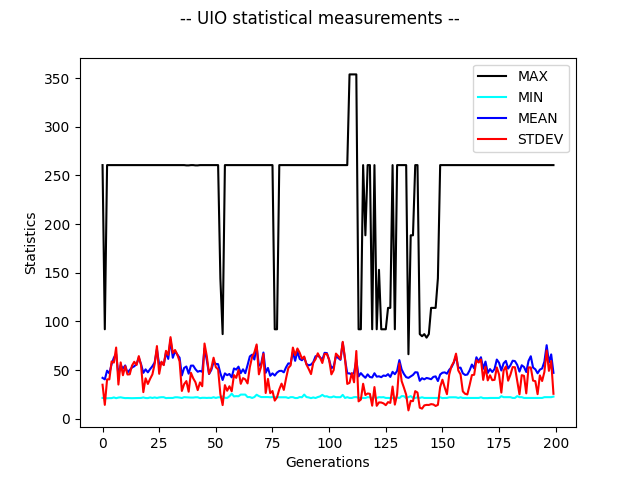 -- UIO statistical measurements --
MAX
MIN
MEAN
STDEV
350
300
250
200
150
100
50
0
Statistics
0 25 50 75 100 125 150 175 200
Generations